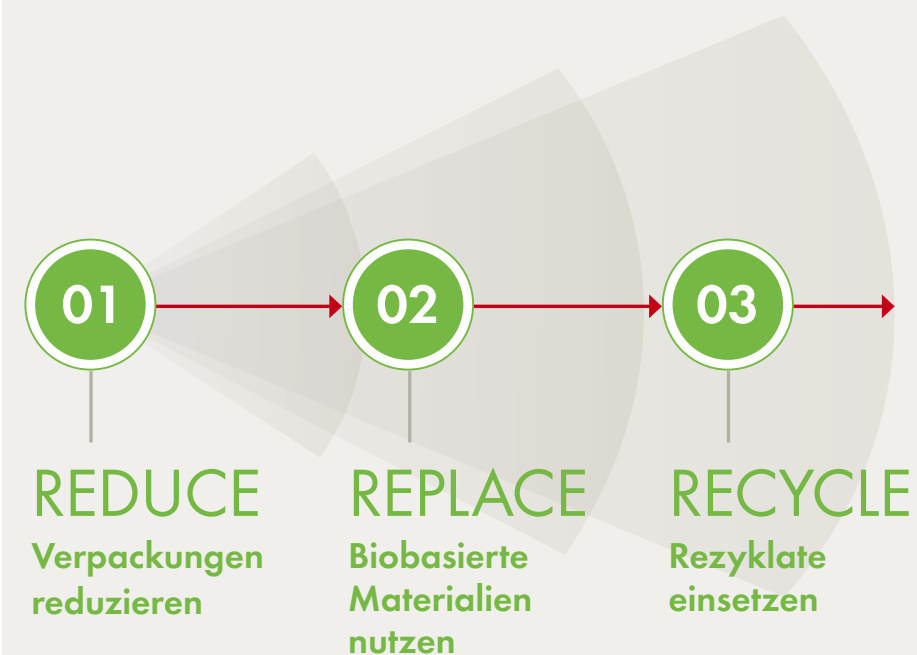 01
REDUCE
Verpackungen
reduzieren
02
REPLACE
Biobasierte
Materialien
nutzen
03
RECYCLE
Rezyklate
einsetzen